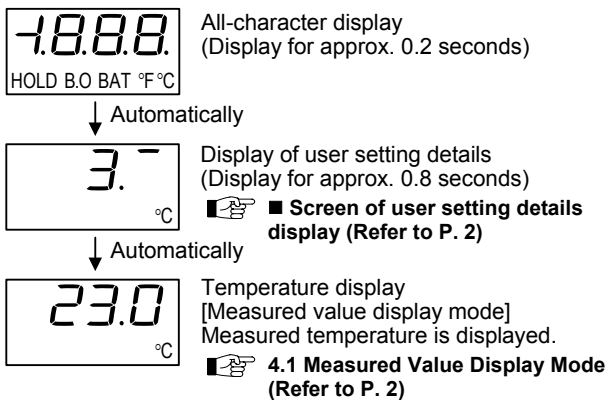 -1.8.8.8.
All-character display
(Display for approx. 0.2 seconds)
HOLD B.O BAT °F °C
Automatically
3. ‾
Display of user setting details
(Display for approx. 0.8 seconds)
°C
■ Screen of user setting details
display (Refer to P. 2)
Automatically
23.0
Temperature display
[Measured value display mode]
Measured temperature is displayed.
°C
4.1 Measured Value Display Mode
(Refer to P. 2)